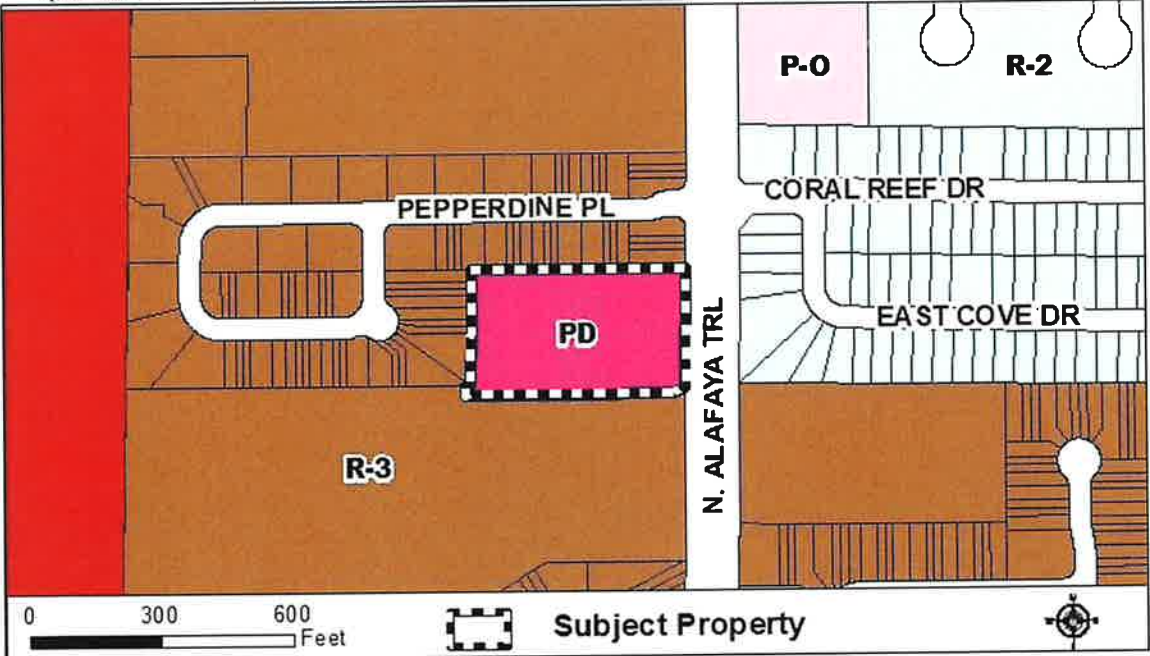 P-O
R-2
CORAL REEF DR
PEPPERDINE PL
EAST COVE DR
PD
N. ALAFAYA TRL
R-3
0 300 600
Feet
Subject Property